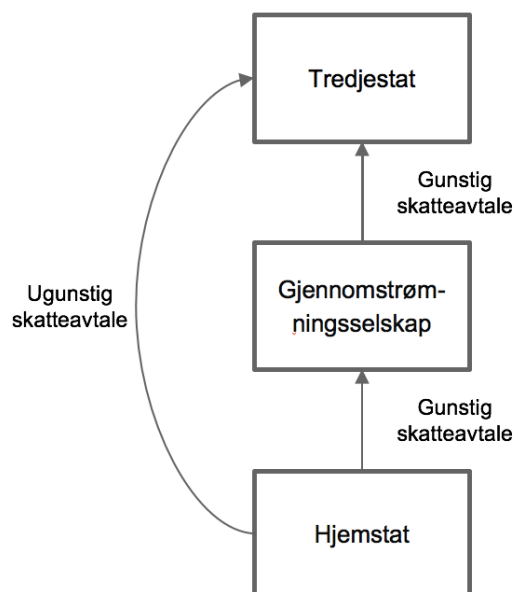 Tredjestat
Gunstig
skatteavtale
Gjennomstrøm-
ningsselskap
Ugunstig
skatteavtale
Gunstig
skatteavtale
Hjemstat